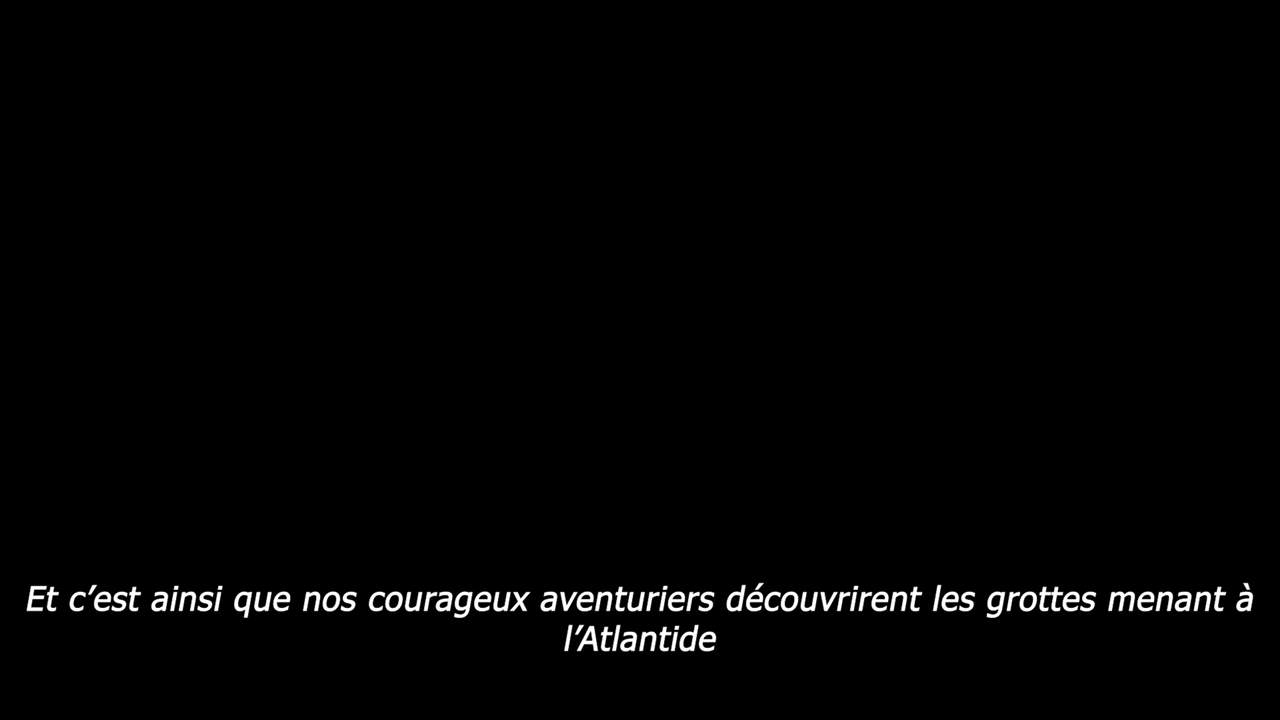 Et c’est ainsi que nos courageux aventuriers découvrirent les grottes menant à
l’Atlantide